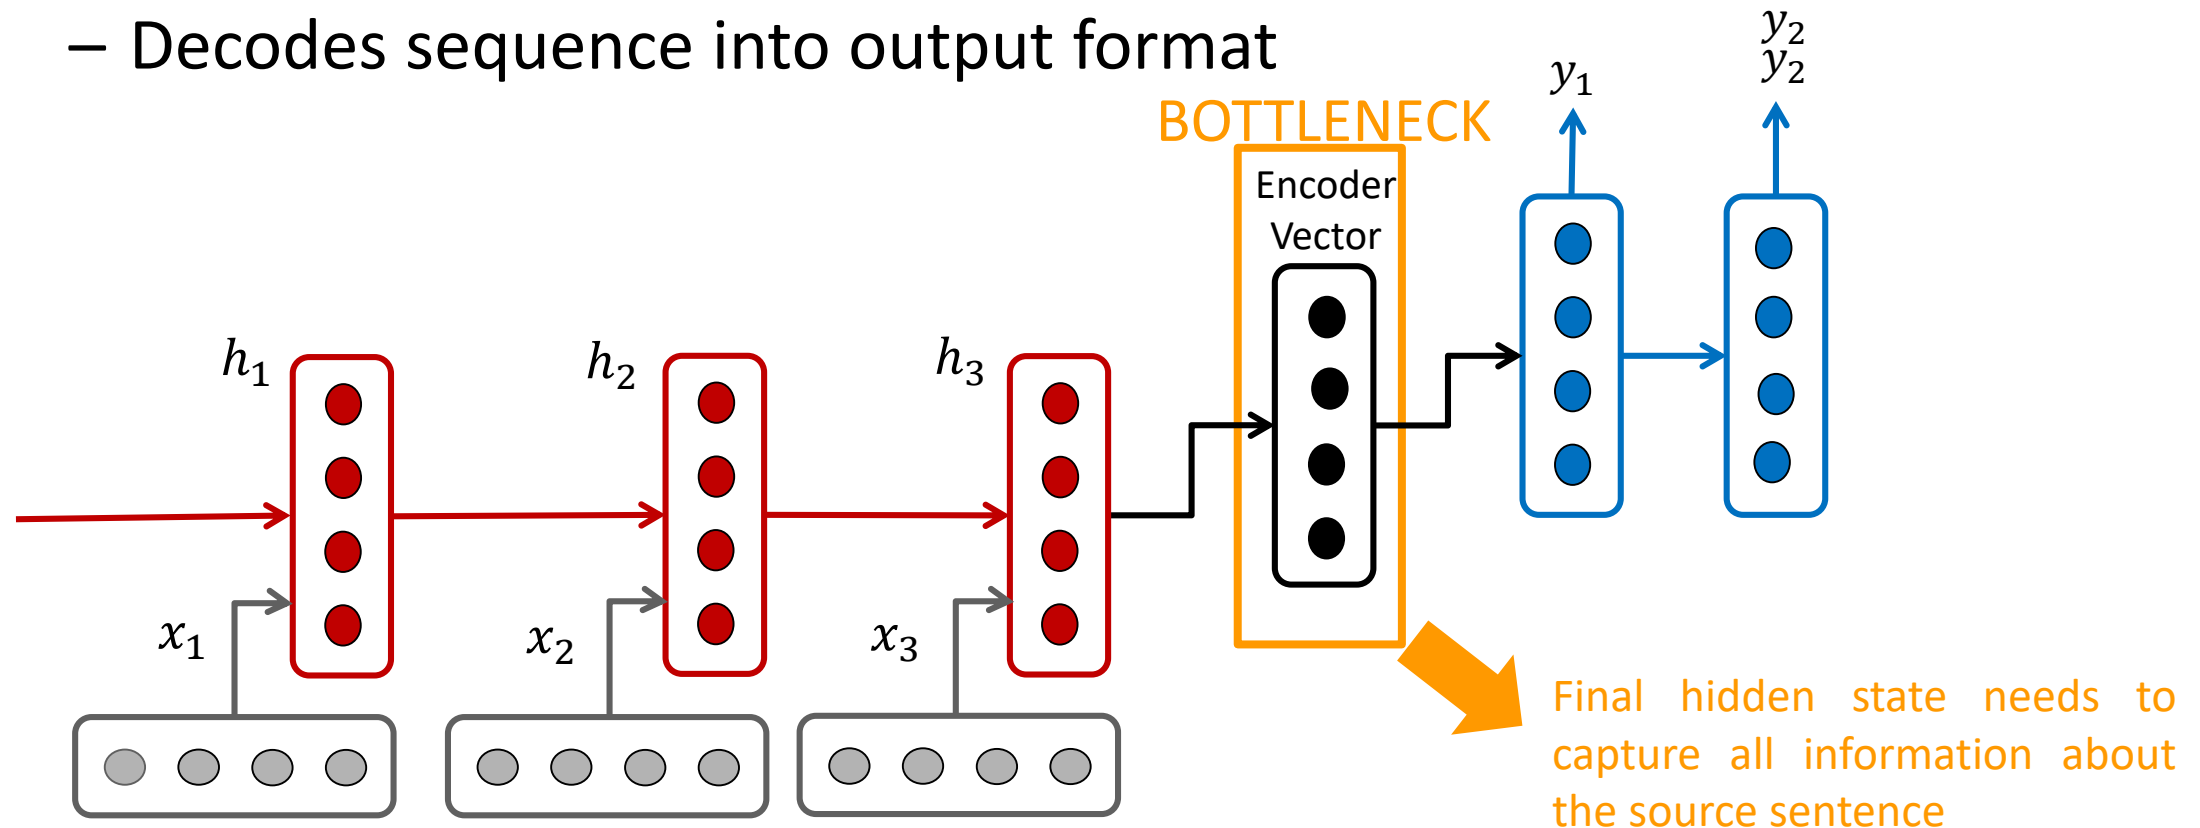 – Decodes sequence into output format
y₂
y₂
y₁
BOTTLENECK
Encoder
Vector
h₁
h₂
h₃
x₁
x₂
x₃
Final hidden state needs to
capture all information about
the source sentence